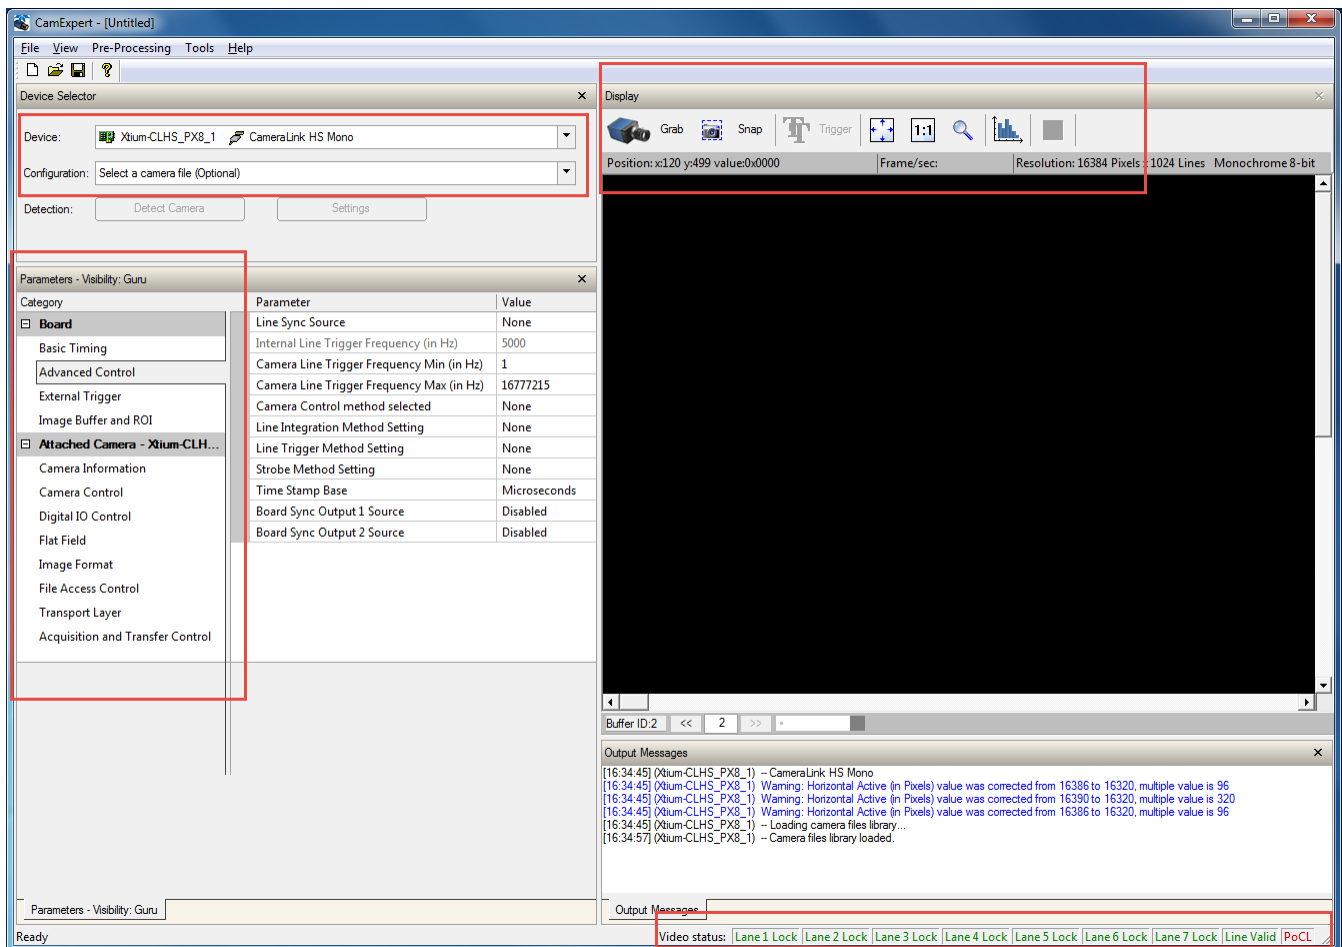 CamExpert - [Untitled]
File View Pre-Processing Tools Help
Device Selector
Device: Xtium-CLHS_PX8_1 CameraLink HS Mono
Configuration: Select a camera file (Optional)
Detection: Detect Camera Settings
Parameters - Visibility: Guru
Category Parameter Value
Board
Basic Timing
Advanced Control
External Trigger
Image Buffer and ROI
Attached Camera - Xtium-CLH...
Camera Information
Camera Control
Digital IO Control
Flat Field
Image Format
File Access Control
Transport Layer
Acquisition and Transfer Control
Line Sync Source None
Internal Line Trigger Frequency (in Hz) 5000
Camera Line Trigger Frequency Min (in Hz) 1
Camera Line Trigger Frequency Max (in Hz) 16777215
Camera Control method selected None
Line Integration Method Setting None
Line Trigger Method Setting None
Strobe Method Setting None
Time Stamp Base Microseconds
Board Sync Output 1 Source Disabled
Board Sync Output 2 Source Disabled
Parameters - Visibility: Guru
Display
Grab Snap Trigger 1:1
Position: x:120 y:499 value:0x0000 Frame/sec: Resolution: 16384 Pixels x 1024 Lines Monochrome 8-bit
Buffer ID:2 << 2 >>
Output Messages
[16:34:45] (Xtium-CLHS_PX8_1) -- CameraLink HS Mono
[16:34:45] (Xtium-CLHS_PX8_1) Warning: Horizontal Active (in Pixels) value was corrected from 16386 to 16320, multiple value is 96
[16:34:45] (Xtium-CLHS_PX8_1) Warning: Horizontal Active (in Pixels) value was corrected from 16390 to 16320, multiple value is 320
[16:34:45] (Xtium-CLHS_PX8_1) Warning: Horizontal Active (in Pixels) value was corrected from 16386 to 16320, multiple value is 96
[16:34:45] (Xtium-CLHS_PX8_1) -- Loading camera files library...
[16:34:57] (Xtium-CLHS_PX8_1) -- Camera files library loaded.
Output Messages
Ready
Video status: Lane 1 Lock Lane 2 Lock Lane 3 Lock Lane 4 Lock Lane 5 Lock Lane 6 Lock Lane 7 Lock Line Valid PoCL